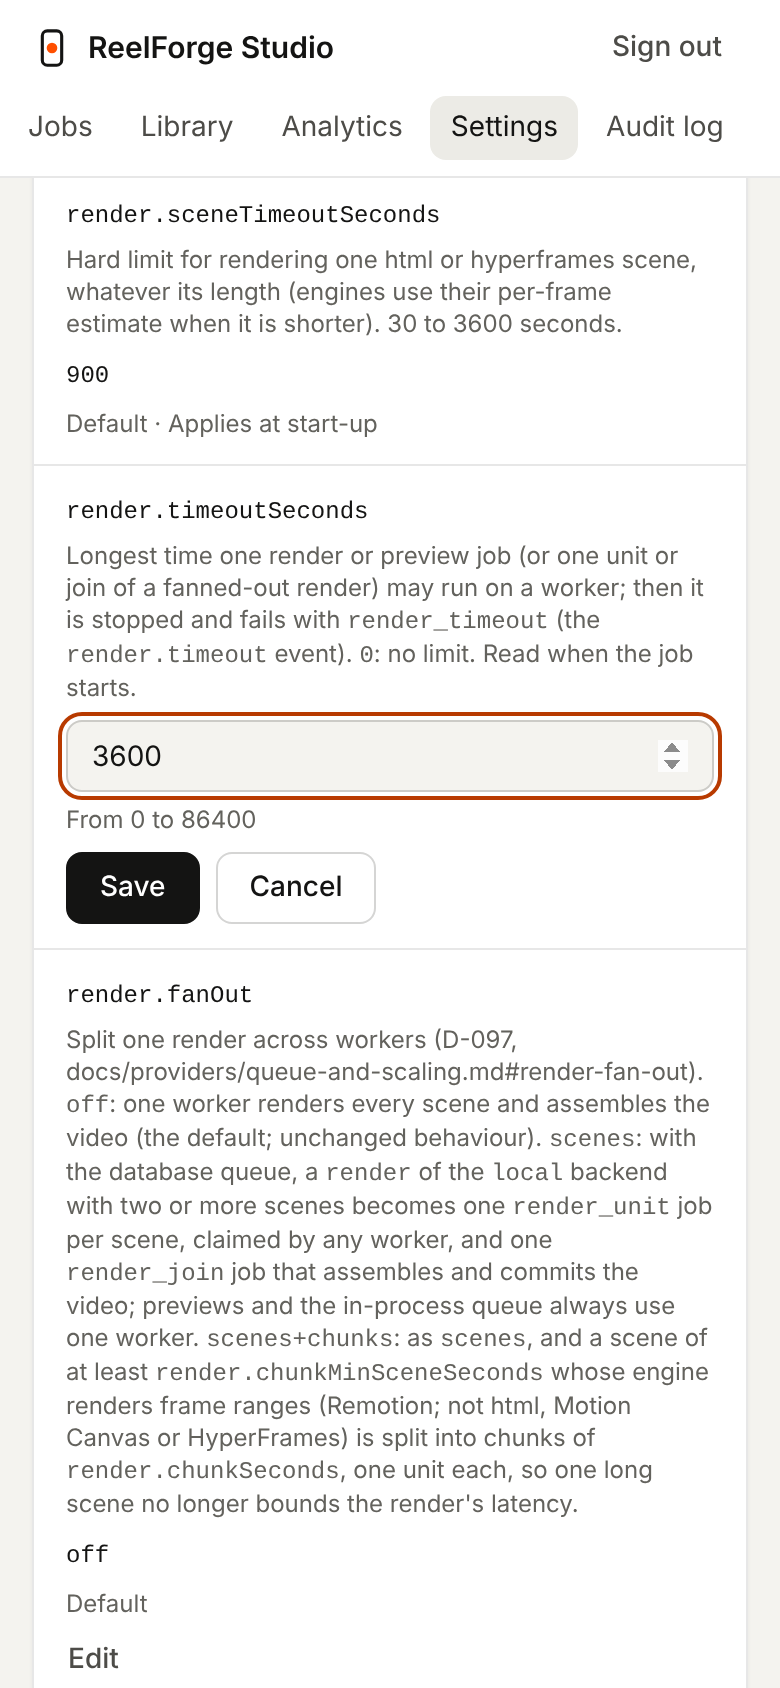 ReelForge Studio
Sign out
Jobs
Library
Analytics
Settings
Audit log
render.sceneTimeoutSeconds
Hard limit for rendering one html or hyperframes scene,
whatever its length (engines use their per-frame
estimate when it is shorter). 30 to 3600 seconds.
900
Default · Applies at start-up
render.timeoutSeconds
Longest time one render or preview job (or one unit or
join of a fanned-out render) may run on a worker; then it
is stopped and fails with render_timeout (the
render.timeout event). 0: no limit. Read when the job
starts.
3600
From 0 to 86400
Save
Cancel
render.fanOut
Split one render across workers (D-097,
docs/providers/queue-and-scaling.md#render-fan-out).
off: one worker renders every scene and assembles the
video (the default; unchanged behaviour). scenes: with
the database queue, a render of the local backend
with two or more scenes becomes one render_unit job
per scene, claimed by any worker, and one
render_join job that assembles and commits the
video; previews and the in-process queue always use
one worker. scenes+chunks: as scenes, and a scene of
at least render.chunkMinSceneSeconds whose engine
renders frame ranges (Remotion; not html, Motion
Canvas or HyperFrames) is split into chunks of
render.chunkSeconds, one unit each, so one long
scene no longer bounds the render's latency.
off
Default
Edit